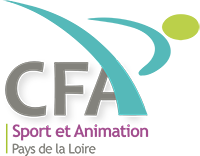 CFA
Sport et Animation
Pays de la Loire